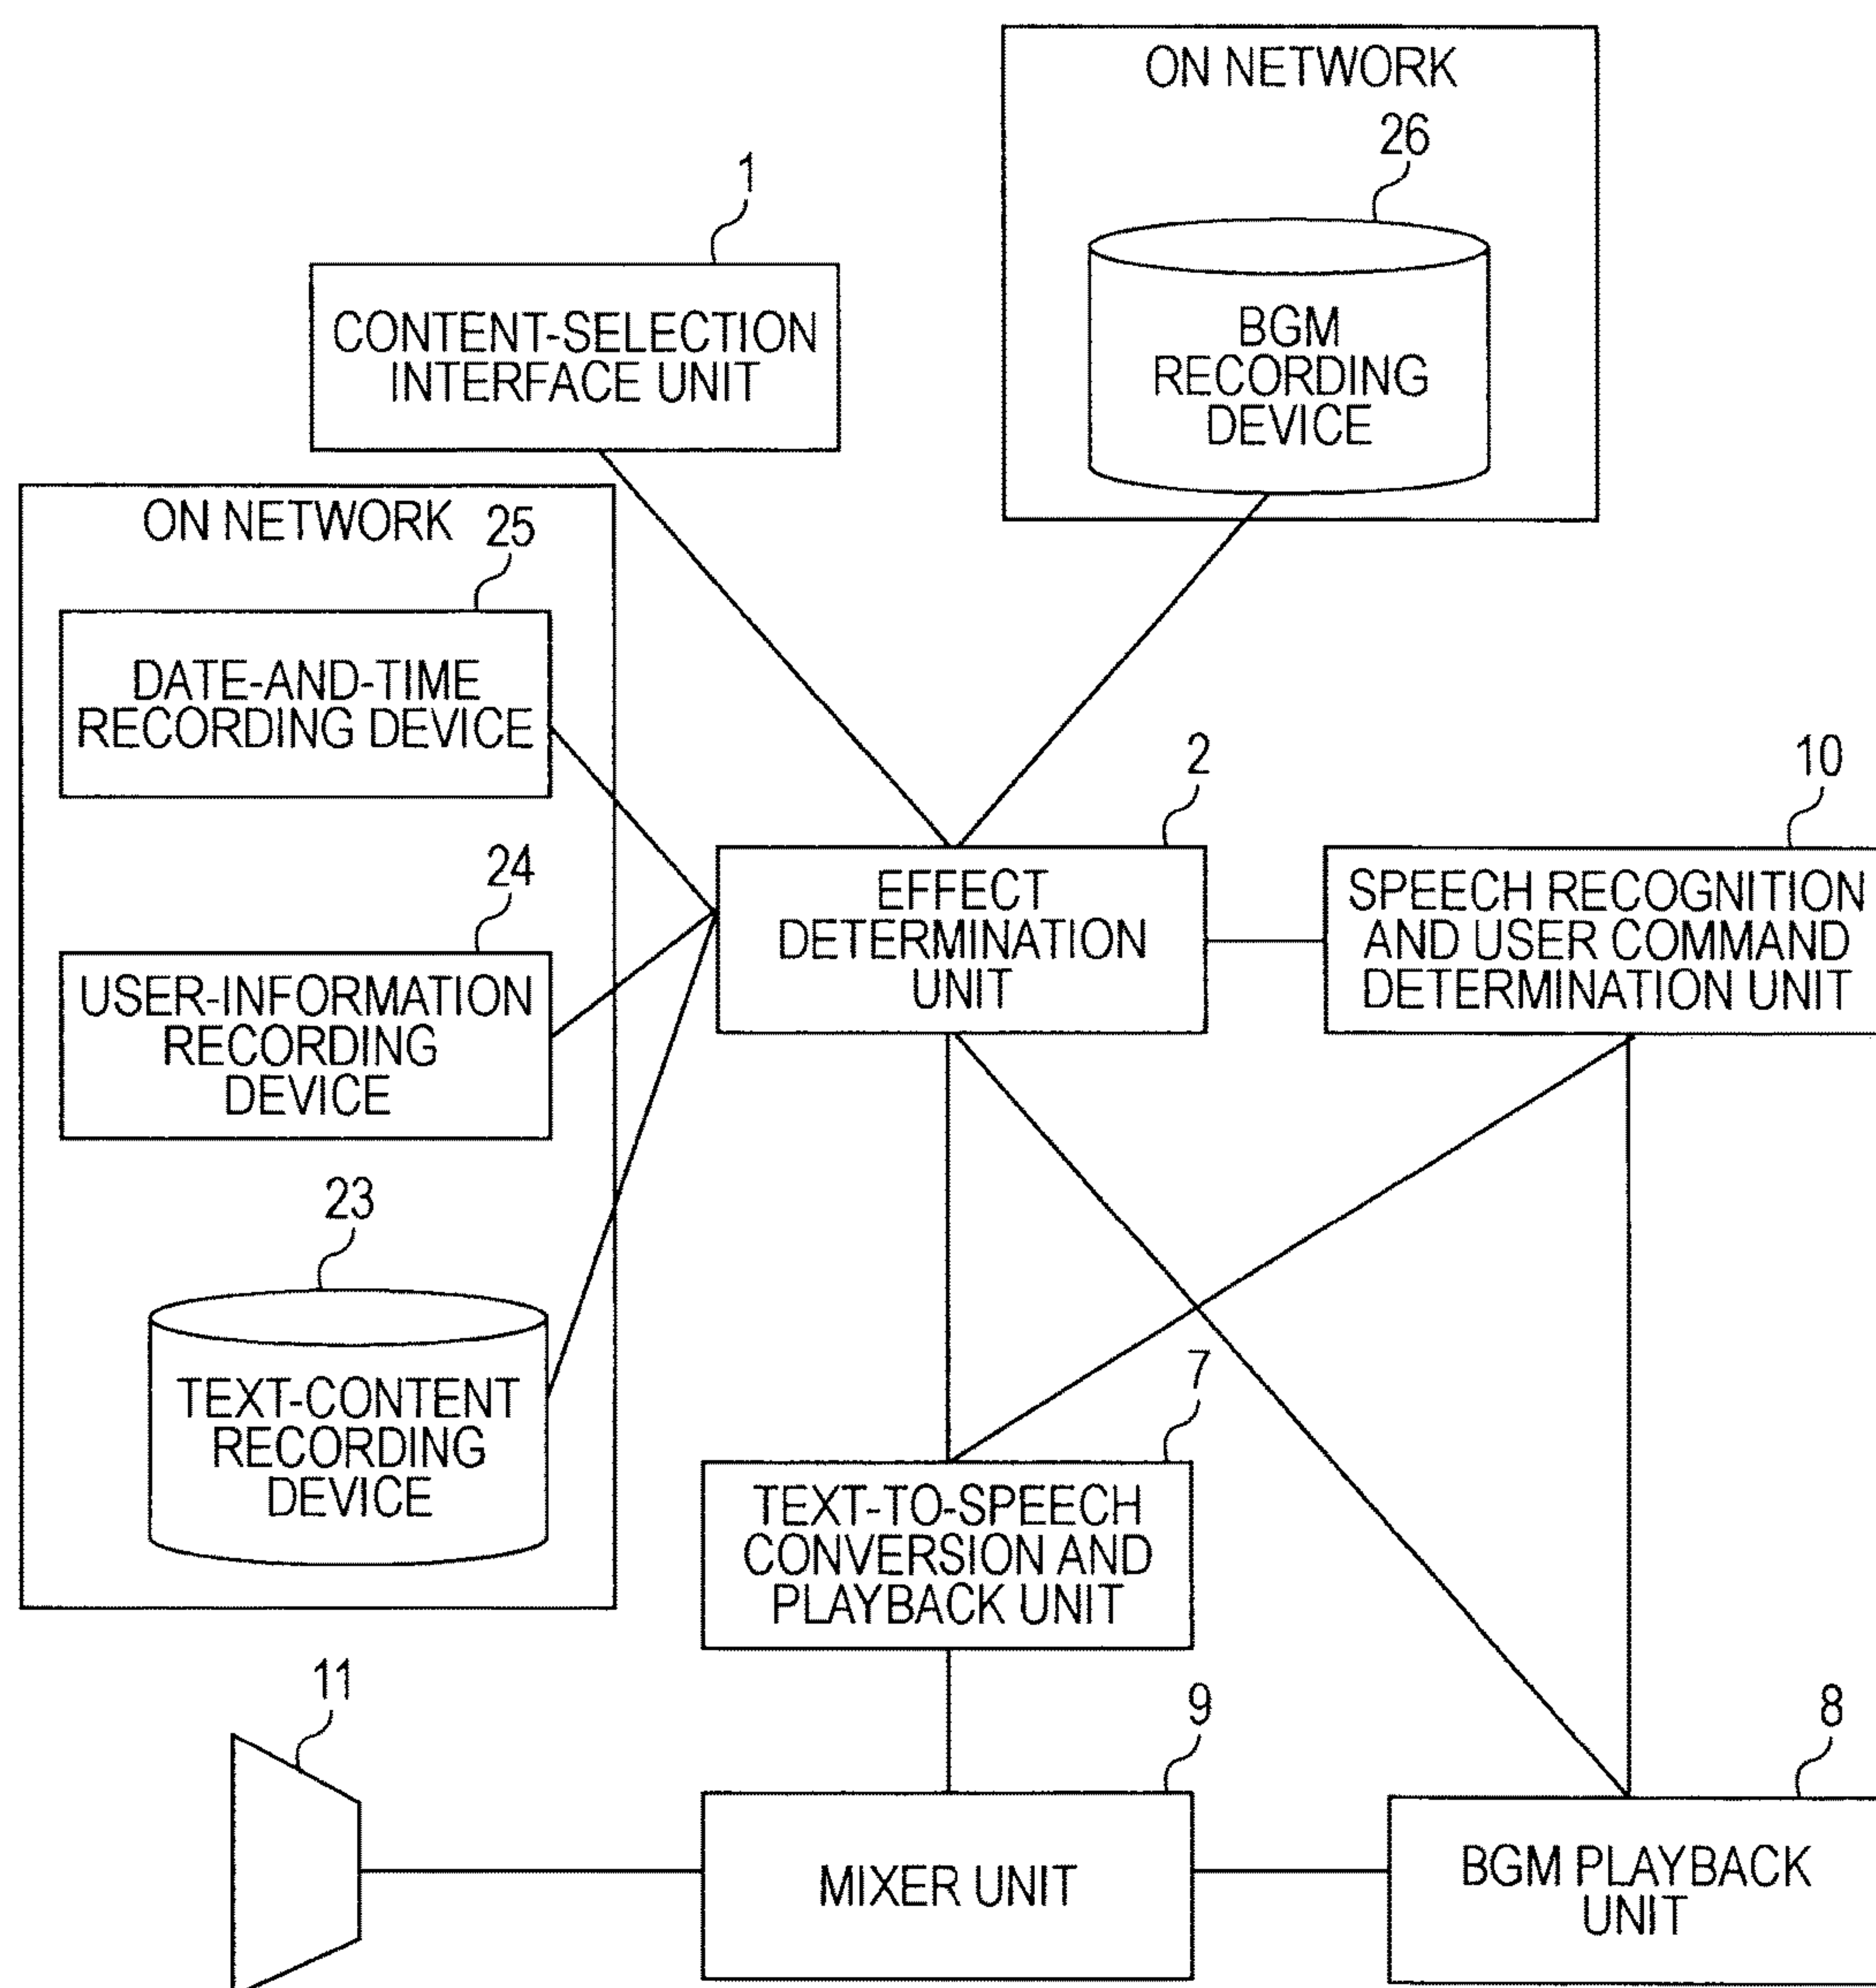 ON NETWORK
26
BGM
RECORDING
DEVICE
1
CONTENT-SELECTION
INTERFACE UNIT
ON NETWORK
25
DATE-AND-TIME
RECORDING DEVICE
24
USER-INFORMATION
RECORDING
DEVICE
23
TEXT-CONTENT
RECORDING
DEVICE
2
EFFECT
DETERMINATION
UNIT
10
SPEECH RECOGNITION
AND USER COMMAND
DETERMINATION UNIT
7
TEXT-TO-SPEECH
CONVERSION AND
PLAYBACK UNIT
11
9
MIXER UNIT
8
BGM PLAYBACK
UNIT